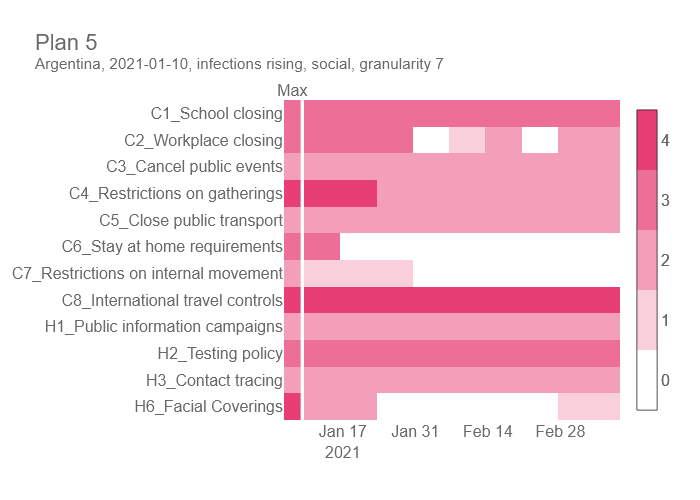 Plan 5
Argentina, 2021-01-10, infections rising, social, granularity 7
Max
C1_School closing
C2_Workplace closing
C3_Cancel public events
C4_Restrictions on gatherings
C5_Close public transport
C6_Stay at home requirements
C7_Restrictions on internal movement
C8_International travel controls
H1_Public information campaigns
H2_Testing policy
H3_Contact tracing
H6_Facial Coverings
Jan 17 Jan 31 Feb 14 Feb 28
2021
4
3
2
1
0